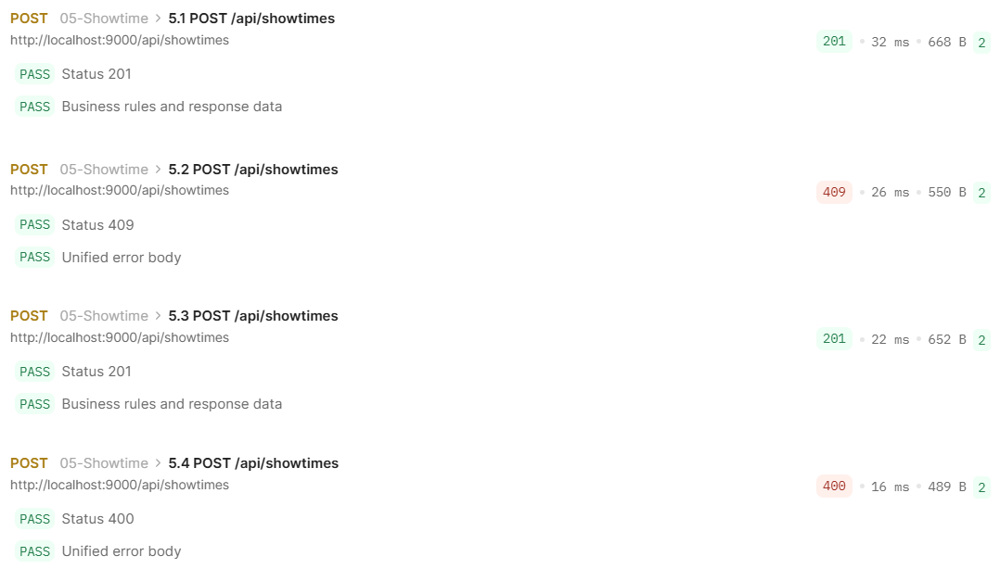 POST 05-Showtime > 5.1 POST /api/showtimes
http://localhost:9000/api/showtimes
201 • 32 ms • 668 B 2
PASS Status 201
PASS Business rules and response data
POST 05-Showtime > 5.2 POST /api/showtimes
http://localhost:9000/api/showtimes
409 • 26 ms • 550 B 2
PASS Status 409
PASS Unified error body
POST 05-Showtime > 5.3 POST /api/showtimes
http://localhost:9000/api/showtimes
201 • 22 ms • 652 B 2
PASS Status 201
PASS Business rules and response data
POST 05-Showtime > 5.4 POST /api/showtimes
http://localhost:9000/api/showtimes
400 • 16 ms • 489 B 2
PASS Status 400
PASS Unified error body